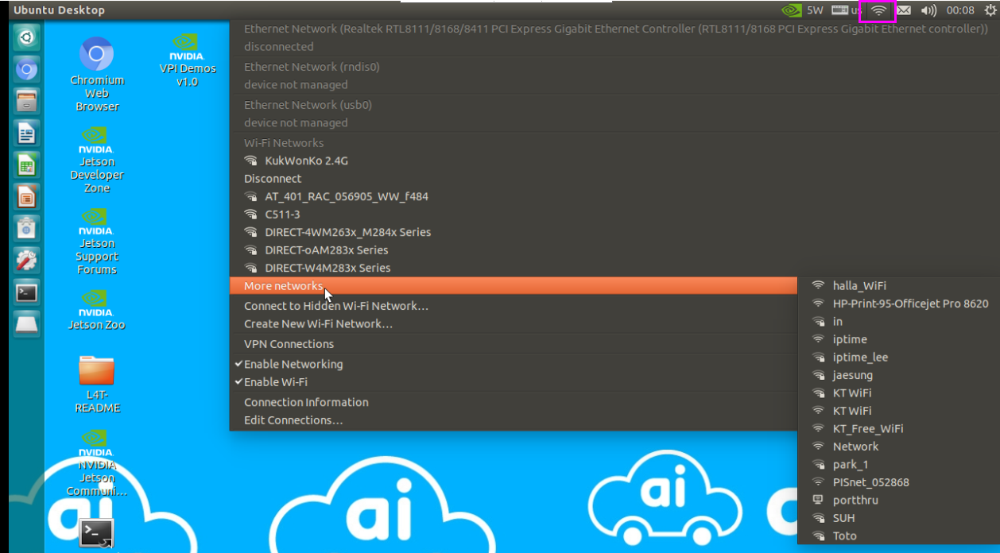 Ubuntu Desktop
5W
us
00:08
Chromium
Web
Browser
NVIDIA.
VPI Demos
v1.0
NVIDIA.
Jetson
Developer
Zone
NVIDIA.
Jetson
Support
Forums
NVIDIA.
Jetson Zoo
L4T-
README
NVIDIA.
NVIDIA
Jetson
Communi...
Ethernet Network (Realtek RTL8111/8168/8411 PCI Express Gigabit Ethernet Controller (RTL8111/8168 PCI Express Gigabit Ethernet controller))
disconnected
Ethernet Network (rndis0)
device not managed
Ethernet Network (usb0)
device not managed
Wi-Fi Networks
KukWonKo 2.4G
Disconnect
AT_401_RAC_056905_WW_f484
C511-3
DIRECT-4WM263x_M284x Series
DIRECT-oAM283x Series
DIRECT-W4M283x Series
More networks
Connect to Hidden Wi-Fi Network...
Create New Wi-Fi Network...
VPN Connections
Enable Networking
Enable Wi-Fi
Connection Information
Edit Connections...
halla_WiFi
HP-Print-95-Officejet Pro 8620
in
iptime
iptime_lee
jaesung
KT WiFi
KT WiFi
KT_Free_WiFi
Network
park_1
PISnet_052868
portthru
SUH
Toto
ai
ai
ai